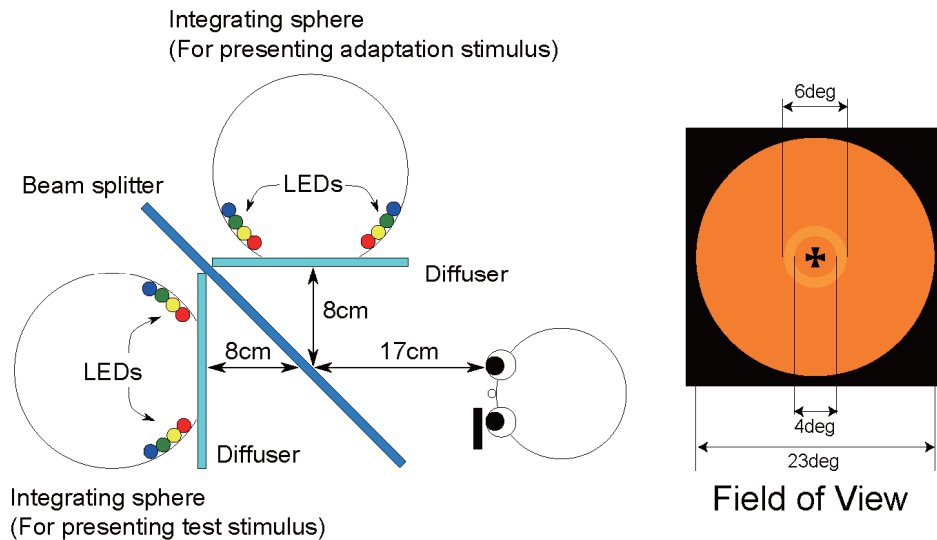 Integrating sphere
(For presenting adaptation stimulus)
6deg
LEDs
Beam splitter
Diffuser
8cm
8cm
17cm
LEDs
4deg
Diffuser
23deg
Integrating sphere
(For presenting test stimulus)
Field of View